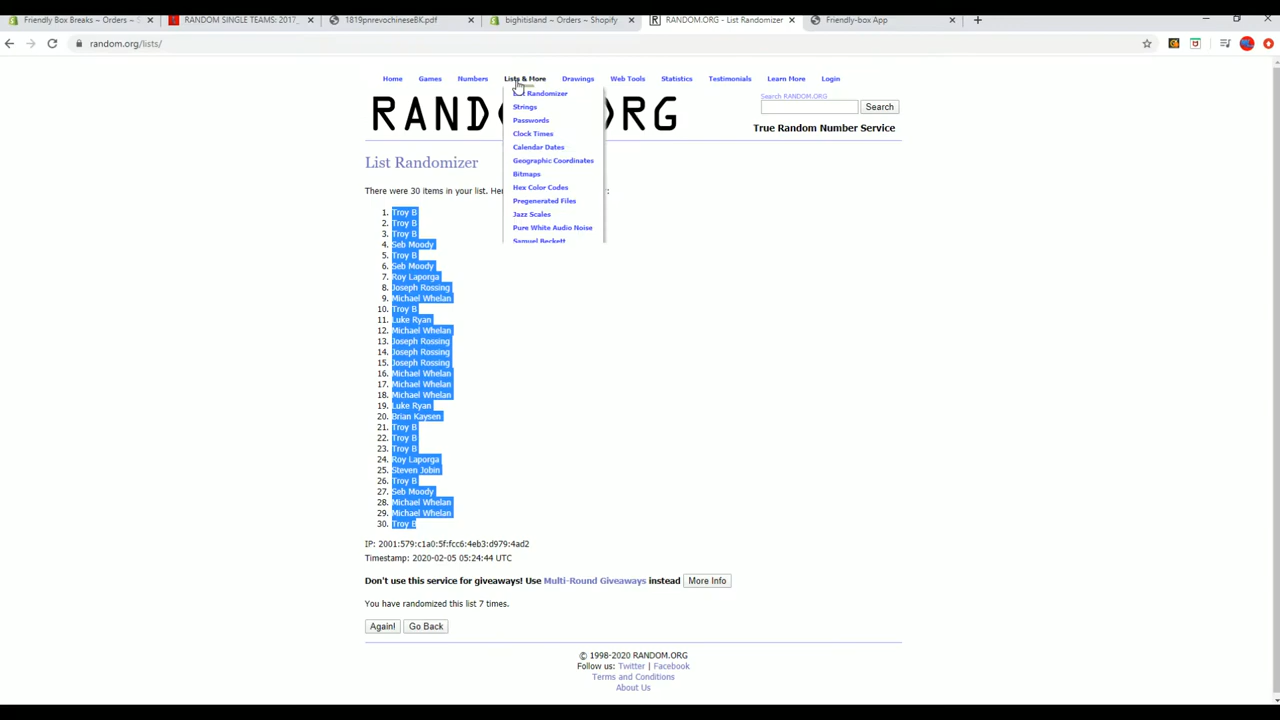 Friendly Box Breaks ~ Orders ~ S
RANDOM SINGLE TEAMS: 2017_
1819pnrevochineseBK.pdf
bighitisland ~ Orders ~ Shopify
RANDOM.ORG - List Randomizer
Friendly-box App
random.org/lists/
Home
Games
Numbers
Lists & More
Drawings
Web Tools
Statistics
Testimonials
Learn More
Login
Randomizer
Strings
Passwords
Clock Times
Calendar Dates
Geographic Coordinates
Bitmaps
Hex Color Codes
Pregenerated Files
Jazz Scales
Pure White Audio Noise
Samuel Beckett
Search RANDOM.ORG
Search
True Random Number Service
List Randomizer
There were 30 items in your list.
1. Troy B
2. Troy B
3. Troy B
4. Seb Moody
5. Troy B
6. Seb Moody
7. Roy Laporga
8. Joseph Rossing
9. Michael Whelan
10. Troy B
11. Luke Ryan
12. Michael Whelan
13. Joseph Rossing
14. Joseph Rossing
15. Joseph Rossing
16. Michael Whelan
17. Michael Whelan
18. Michael Whelan
19. Luke Ryan
20. Brian Kaysen
21. Troy B
22. Troy B
23. Troy B
24. Roy Laporga
25. Steven Jobin
26. Troy B
27. Seb Moody
28. Michael Whelan
29. Michael Whelan
30. Troy B
IP: 2001:579:c1a0:5f:fcc6:4eb3:d979:4ad2
Timestamp: 2020-02-05 05:24:44 UTC
Don't use this service for giveaways! Use Multi-Round Giveaways instead More Info
You have randomized this list 7 times.
Again! Go Back
© 1998-2020 RANDOM.ORG
Follow us: Twitter | Facebook
Terms and Conditions
About Us